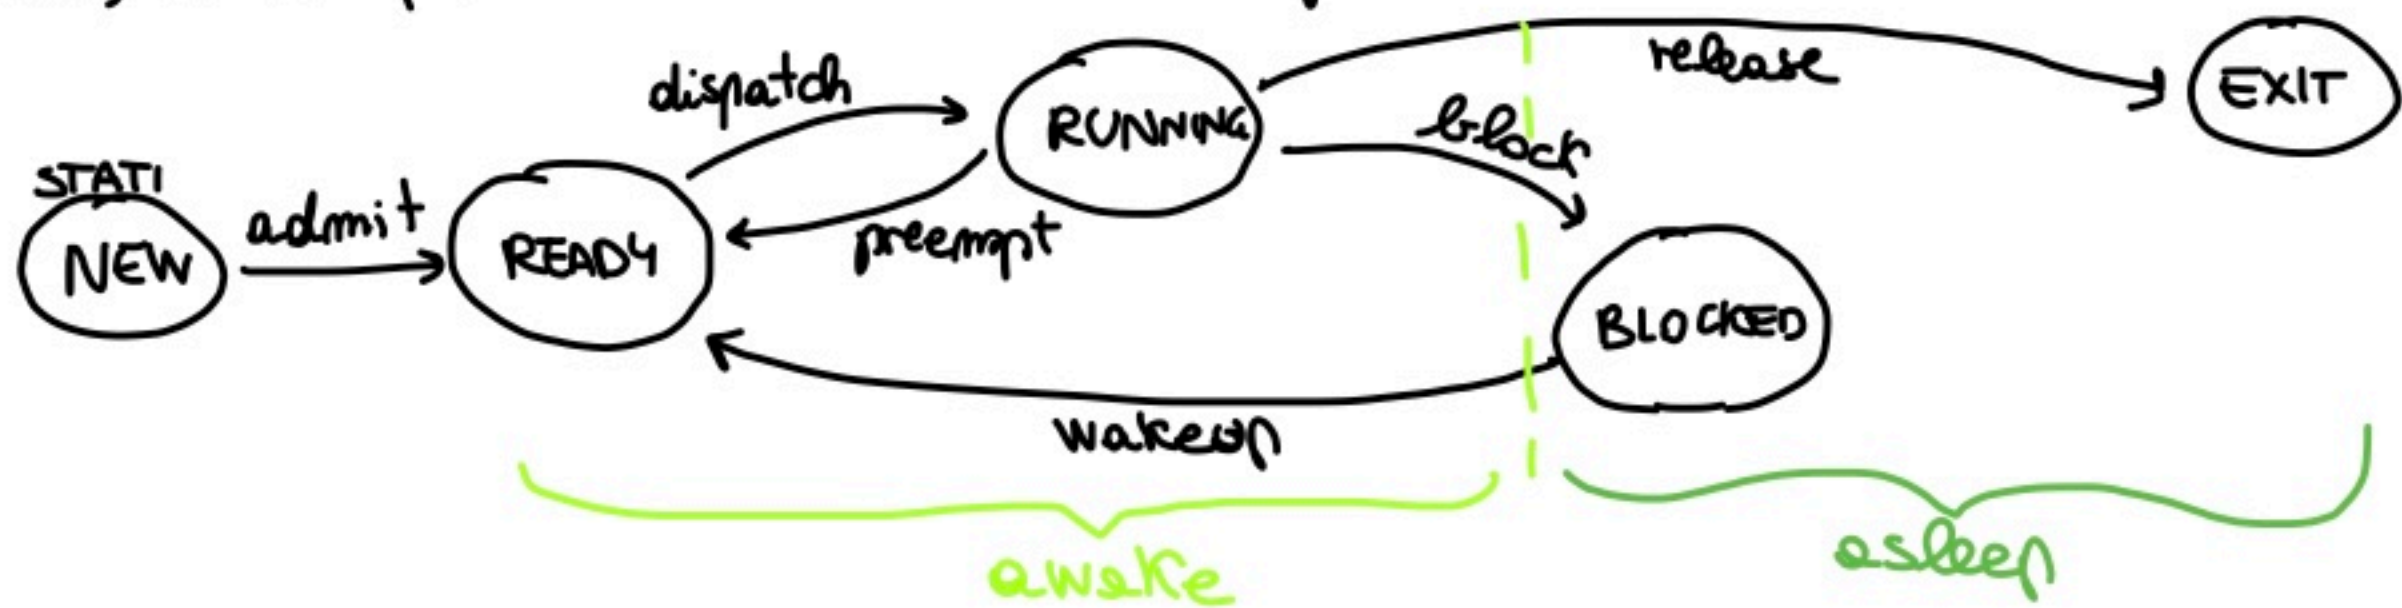 dispatch
release
EXIT
RUNNING
block
STATI
admit
NEW
READY
preempt
BLOCKED
wakeup
awake
asleep